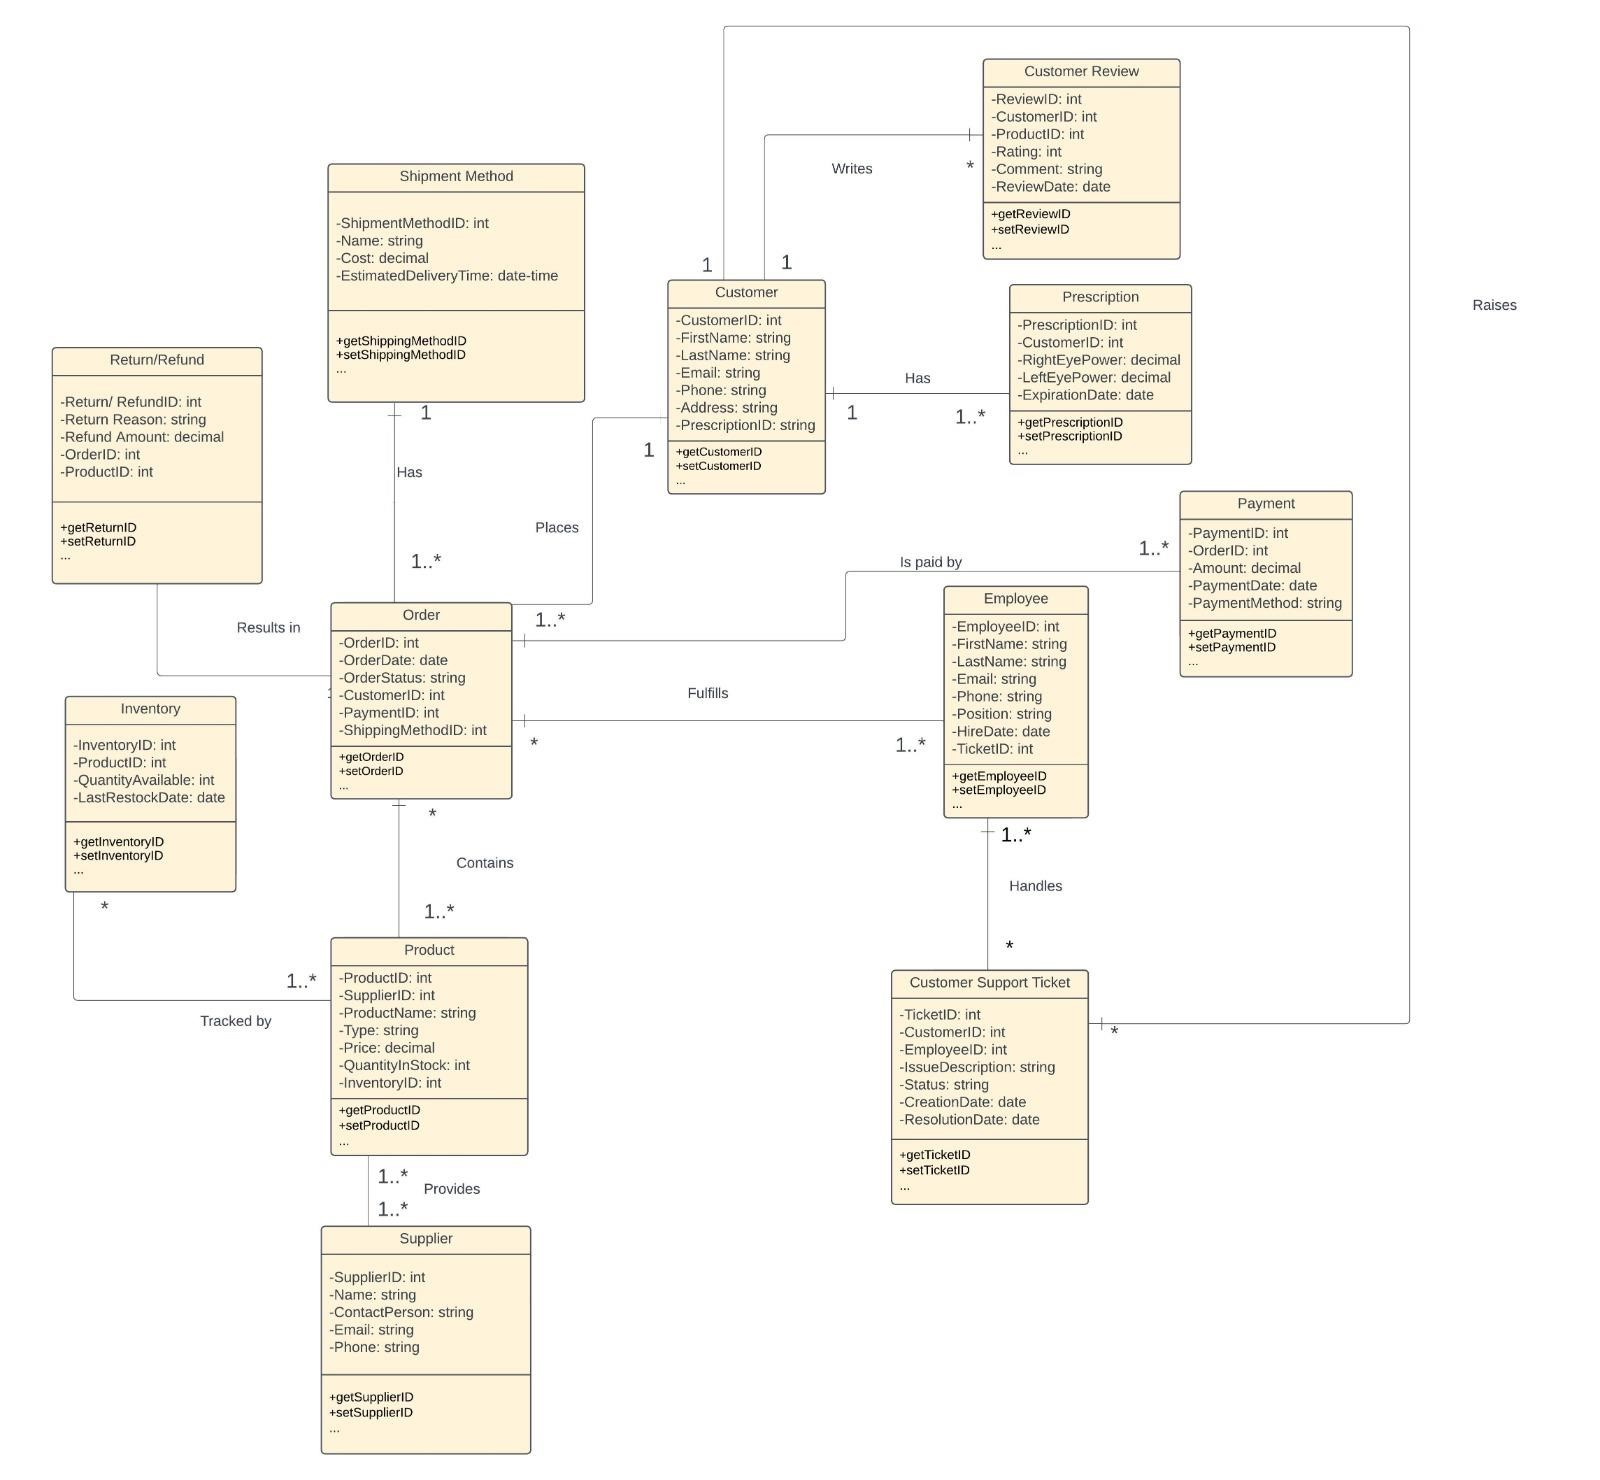 Customer Review
-ReviewID: int
-CustomerID: int
-ProductID: int
-Rating: int
-Comment: string
-ReviewDate: date
+getReviewID
+setReviewID
...
Writes
*
1
1
Shipment Method
-ShipmentMethodID: int
-Name: string
-Cost: decimal
-EstimatedDeliveryTime: date-time
+getShippingMethodID
+setShippingMethodID
...
1
Has
1..*
Customer
-CustomerID: int
-FirstName: string
-LastName: string
-Email: string
-Phone: string
-Address: string
-PrescriptionID: string
+getCustomerID
+setCustomerID
...
Has
1
1..*
Prescription
-PrescriptionID: int
-CustomerID: int
-RightEyePower: decimal
-LeftEyePower: decimal
-ExpirationDate: date
+getPrescriptionID
+setPrescriptionID
...
Raises
Return/Refund
-Return/ RefundID: int
-Return Reason: string
-Refund Amount: decimal
-OrderID: int
-ProductID: int
+getReturnID
+setReturnID
...
Results in
1
Places
1..*
Payment
-PaymentID: int
-OrderID: int
-Amount: decimal
-PaymentDate: date
-PaymentMethod: string
+getPaymentID
+setPaymentID
...
1..*
Is paid by
Order
-OrderID: int
-OrderDate: date
-OrderStatus: string
-CustomerID: int
-PaymentID: int
-ShippingMethodID: int
+getOrderID
+setOrderID
...
Fulfills
*
1..*
Employee
-EmployeeID: int
-FirstName: string
-LastName: string
-Email: string
-Phone: string
-Position: string
-HireDate: date
-TicketID: int
+getEmployeeID
+setEmployeeID
...
1..*
Handles
*
Inventory
-InventoryID: int
-ProductID: int
-QuantityAvailable: int
-LastRestockDate: date
+getInventoryID
+setInventoryID
...
*
1..*
Tracked by
*
Contains
1..*
Product
-ProductID: int
-SupplierID: int
-ProductName: string
-Type: string
-Price: decimal
-QuantityInStock: int
-InventoryID: int
+getProductID
+setProductID
...
1..*
Provides
1..*
Customer Support Ticket
-TicketID: int
-CustomerID: int
-EmployeeID: int
-IssueDescription: string
-Status: string
-CreationDate: date
-ResolutionDate: date
+getTicketID
+setTicketID
...
*
Supplier
-SupplierID: int
-Name: string
-ContactPerson: string
-Email: string
-Phone: string
+getSupplierID
+setSupplierID
...